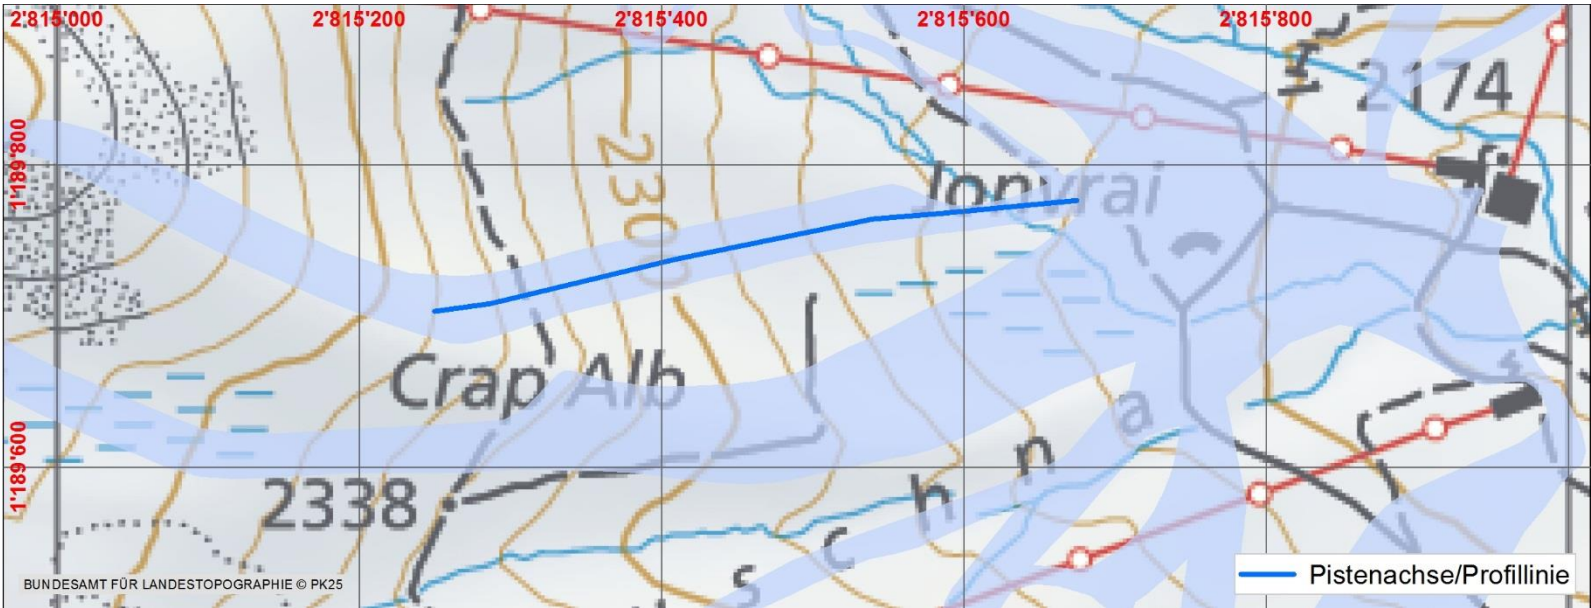 2'815'000 2'815'200 2'815'400 2'815'600 2'815'800
2174
1'189'800
2300
Jonvrai
Crap Alb
1'189'600
2338
s c h n a
BUNDESAMT FÜR LANDESTOPOGRAPHIE © PK25
Pistenachse/Profillinie